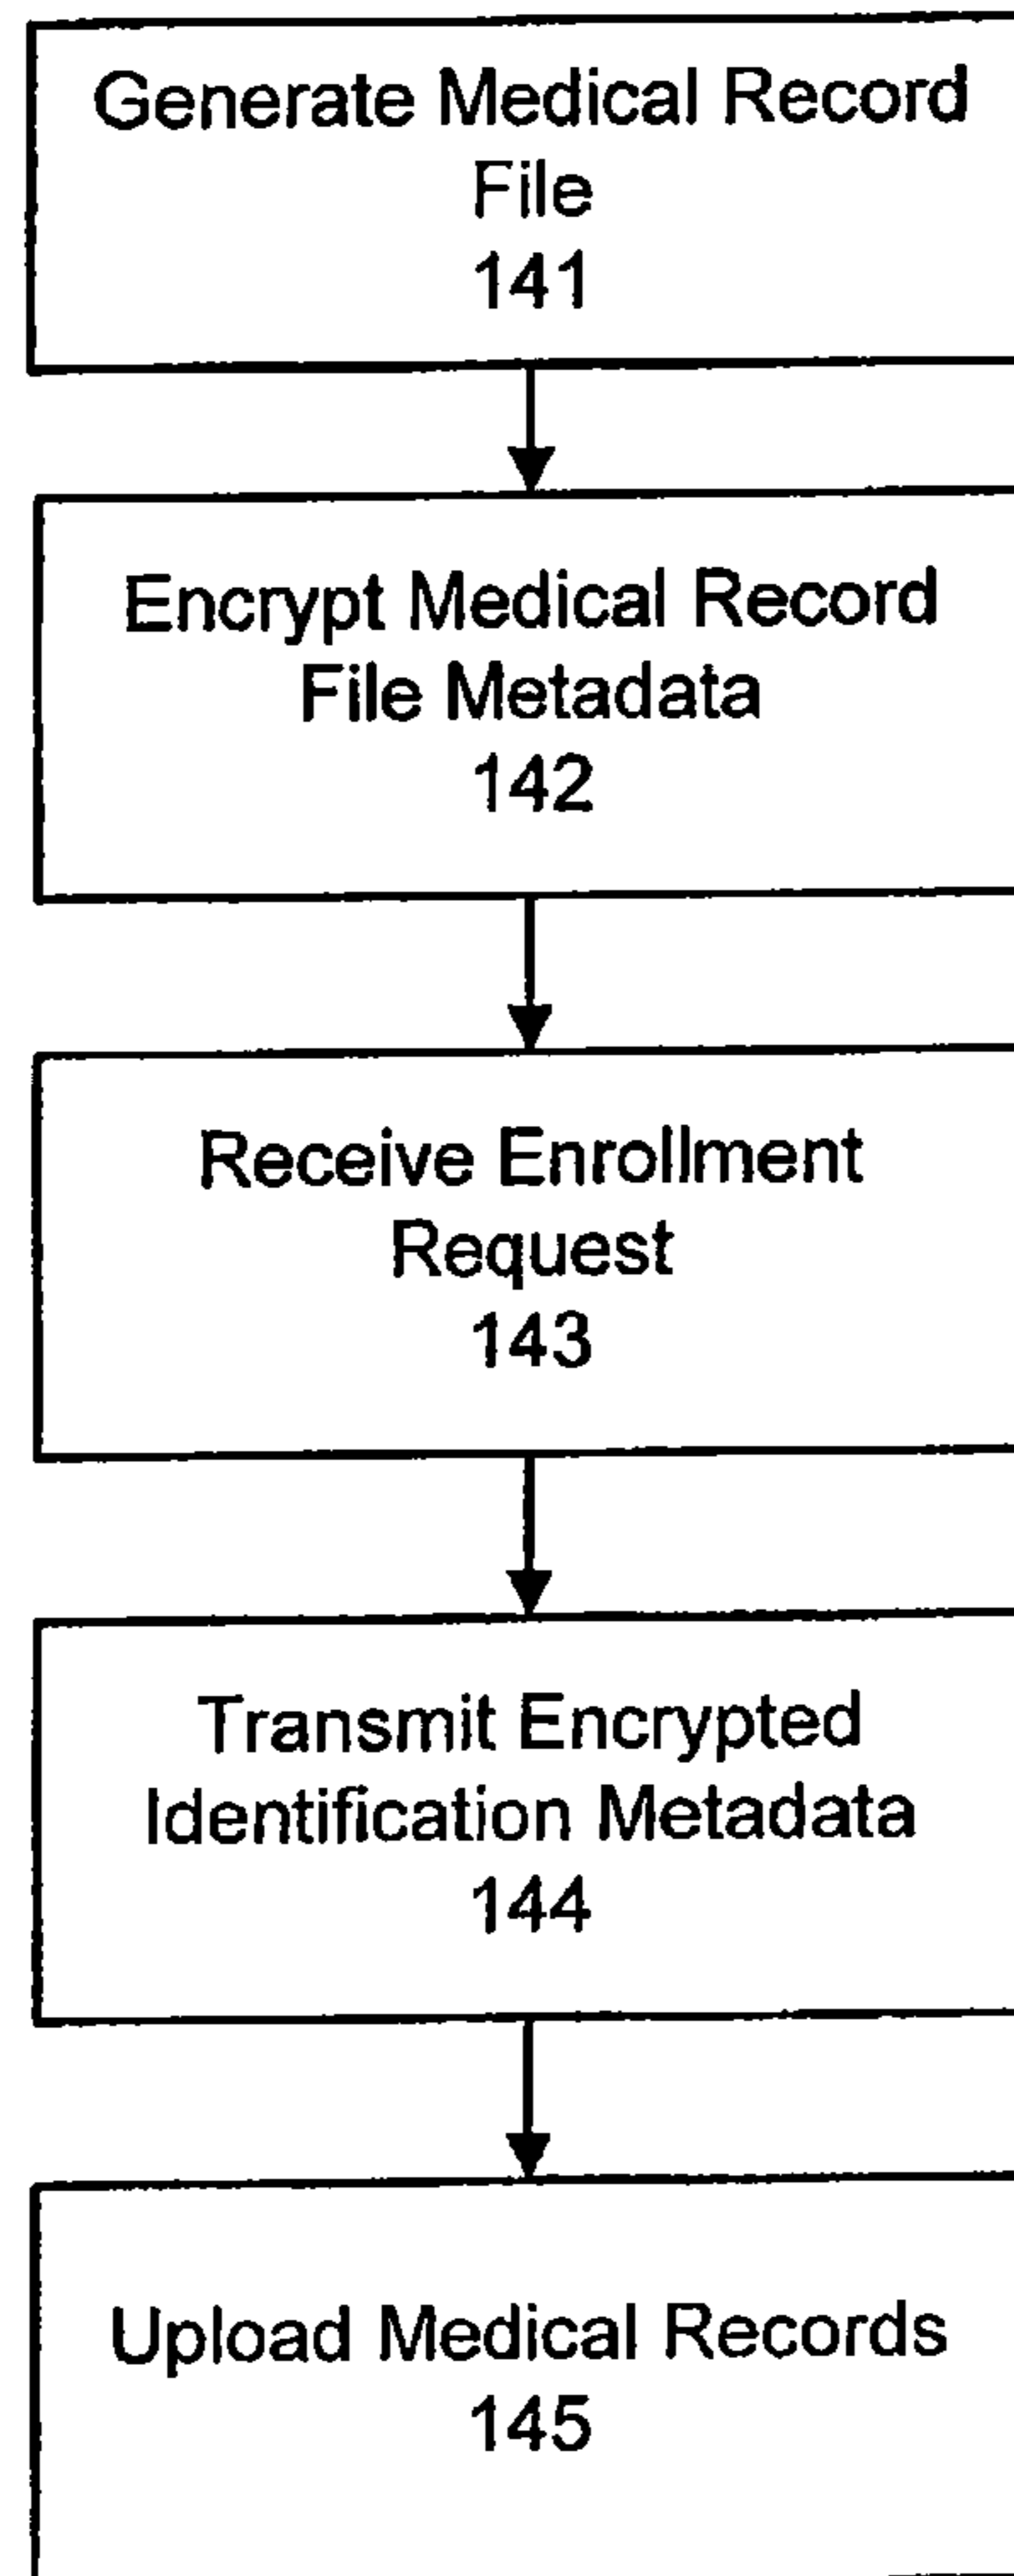 Generate Medical Record
File
141
Encrypt Medical Record
File Metadata
142
Receive Enrollment
Request
143
Transmit Encrypted
Identification Metadata
144
Upload Medical Records
145